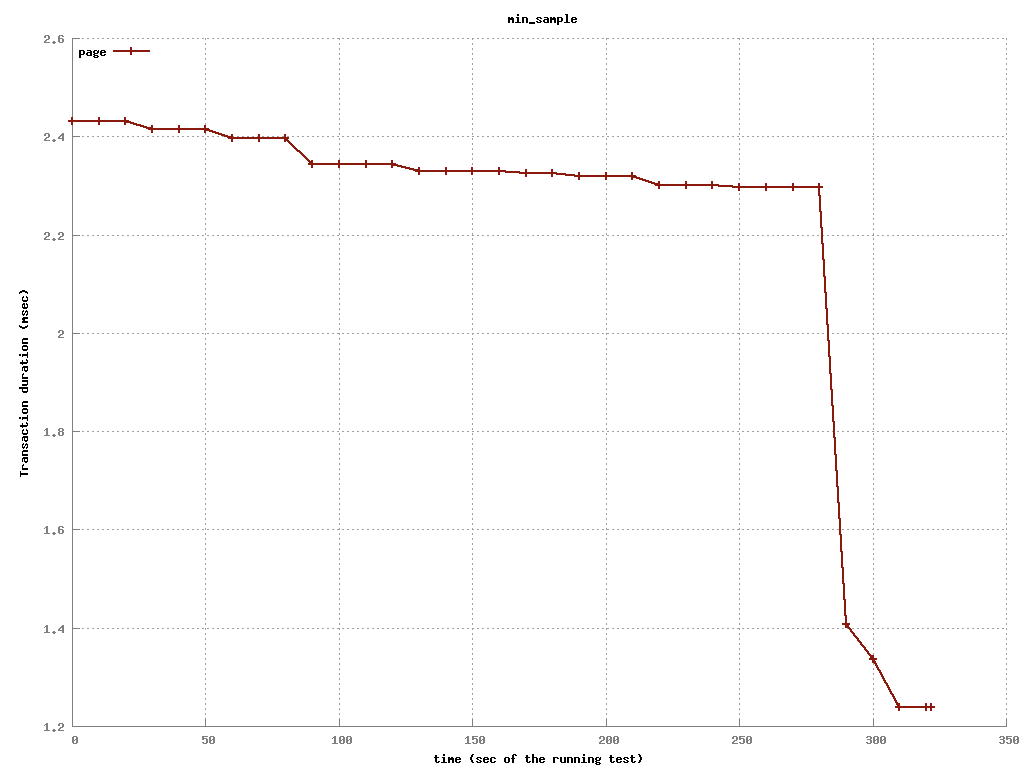 min_sample
page
2.6
2.4
2.2
2
1.8
1.6
1.4
1.2
Transaction duration (msec)
0 50 100 150 200 250 300 350
time (sec of the running test)